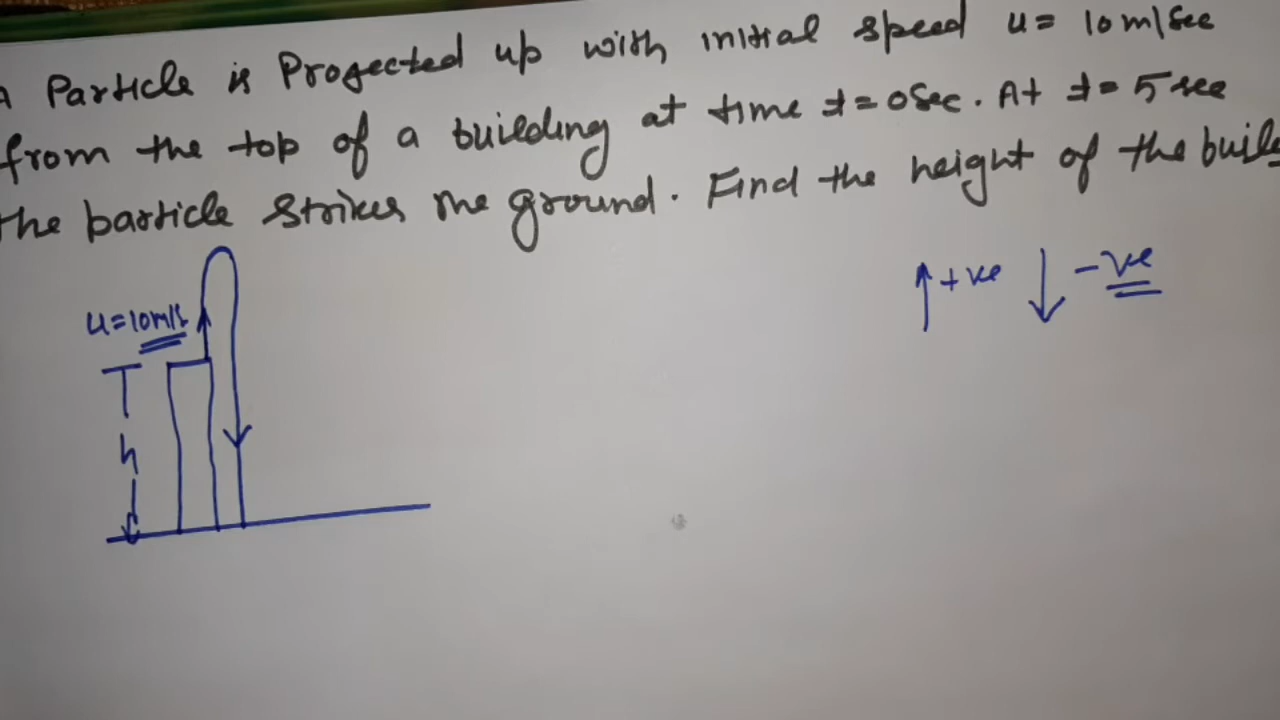 A Particle is Projected up with initial speed u = 10m/sec
from the top of a building at time t=0sec. At t= 5 sec
the particle strikes the ground. Find the height of the buil
u=10m/s
↑ +ve ↓ -ve
h